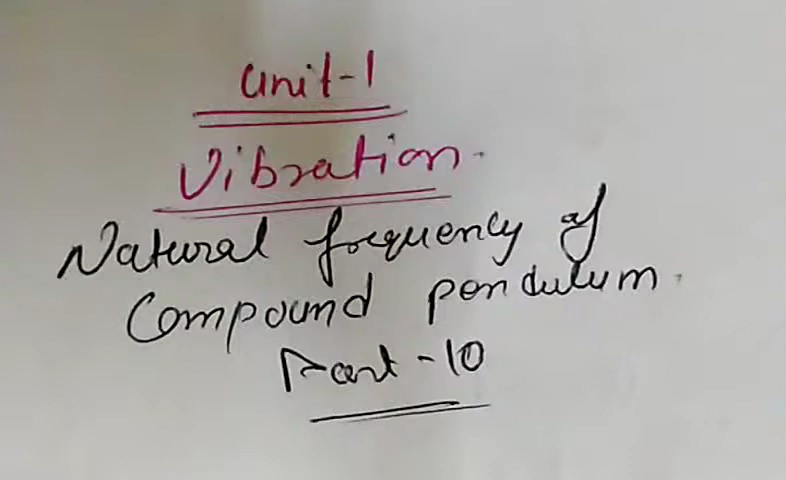 Unit-1
Vibration.
Natural frequency of
Compound pendulum.
Part-10